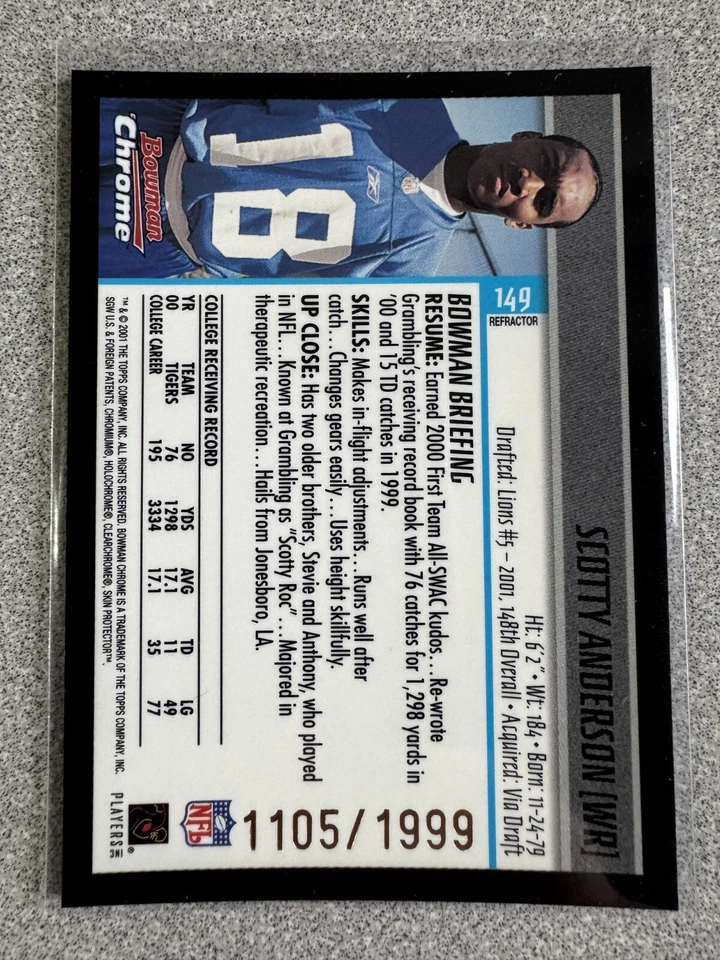 SCOTTY ANDERSON [WR]
Ht: 6'2" • Wt: 184 • Born: 11-24-79
Drafted: Lions #5 – 2001, 148th Overall • Acquired: Via Draft
149
REFRACTOR
18
Bowman
Chrome
BOWMAN BRIEFING
RESUME: Earned 2000 First Team All-SWAC kudos...Re-wrote
Grambling's receiving record book with 76 catches for 1,298 yards in
'00 and 15 TD catches in 1999.
SKILLS: Makes in-flight adjustments...Runs well after
catch...Changes gears easily...Uses height skillfully.
UP CLOSE: Has two older brothers, Stevie and Anthony, who played
in NFL...Known at Grambling as "Scotty Roc"...Majored in
therapeutic recreation...Hails from Jonesboro, LA.
1105/1999
COLLEGE RECEIVING RECORD
YR TEAM NO YDS AVG TD LG
00 TIGERS 76 1298 17.1 11 49
COLLEGE CAREER 195 3334 17.1 35 77
NFL
™ & © 2001 THE TOPPS COMPANY, INC. ALL RIGHTS RESERVED. BOWMAN CHROME IS A TRADEMARK OF THE TOPPS COMPANY, INC.
SGW U.S. & FOREIGN PATENTS, CHROMIUM®, HOLOCHROME®, CLEARCHROME®, SKIN PROTECTOR™.
PLAYERS INC